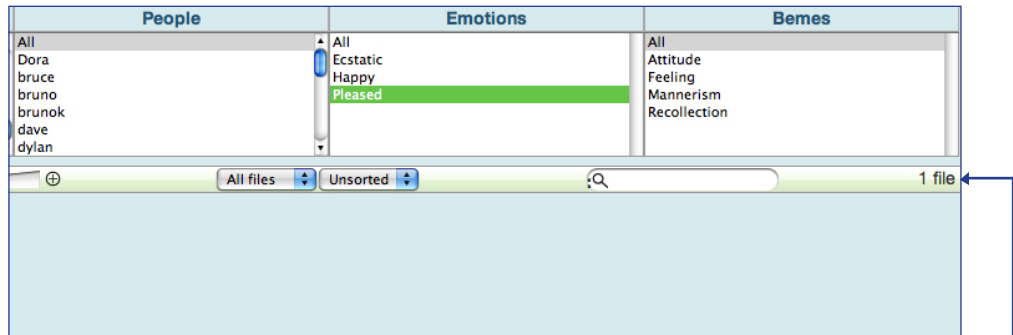 People
Emotions
Bemes
All
Dora
bruce
bruno
brunok
dave
dylan
All
Ecstatic
Happy
Pleased
All
Attitude
Feeling
Mannerism
Recollection
All files
Unsorted
1 file